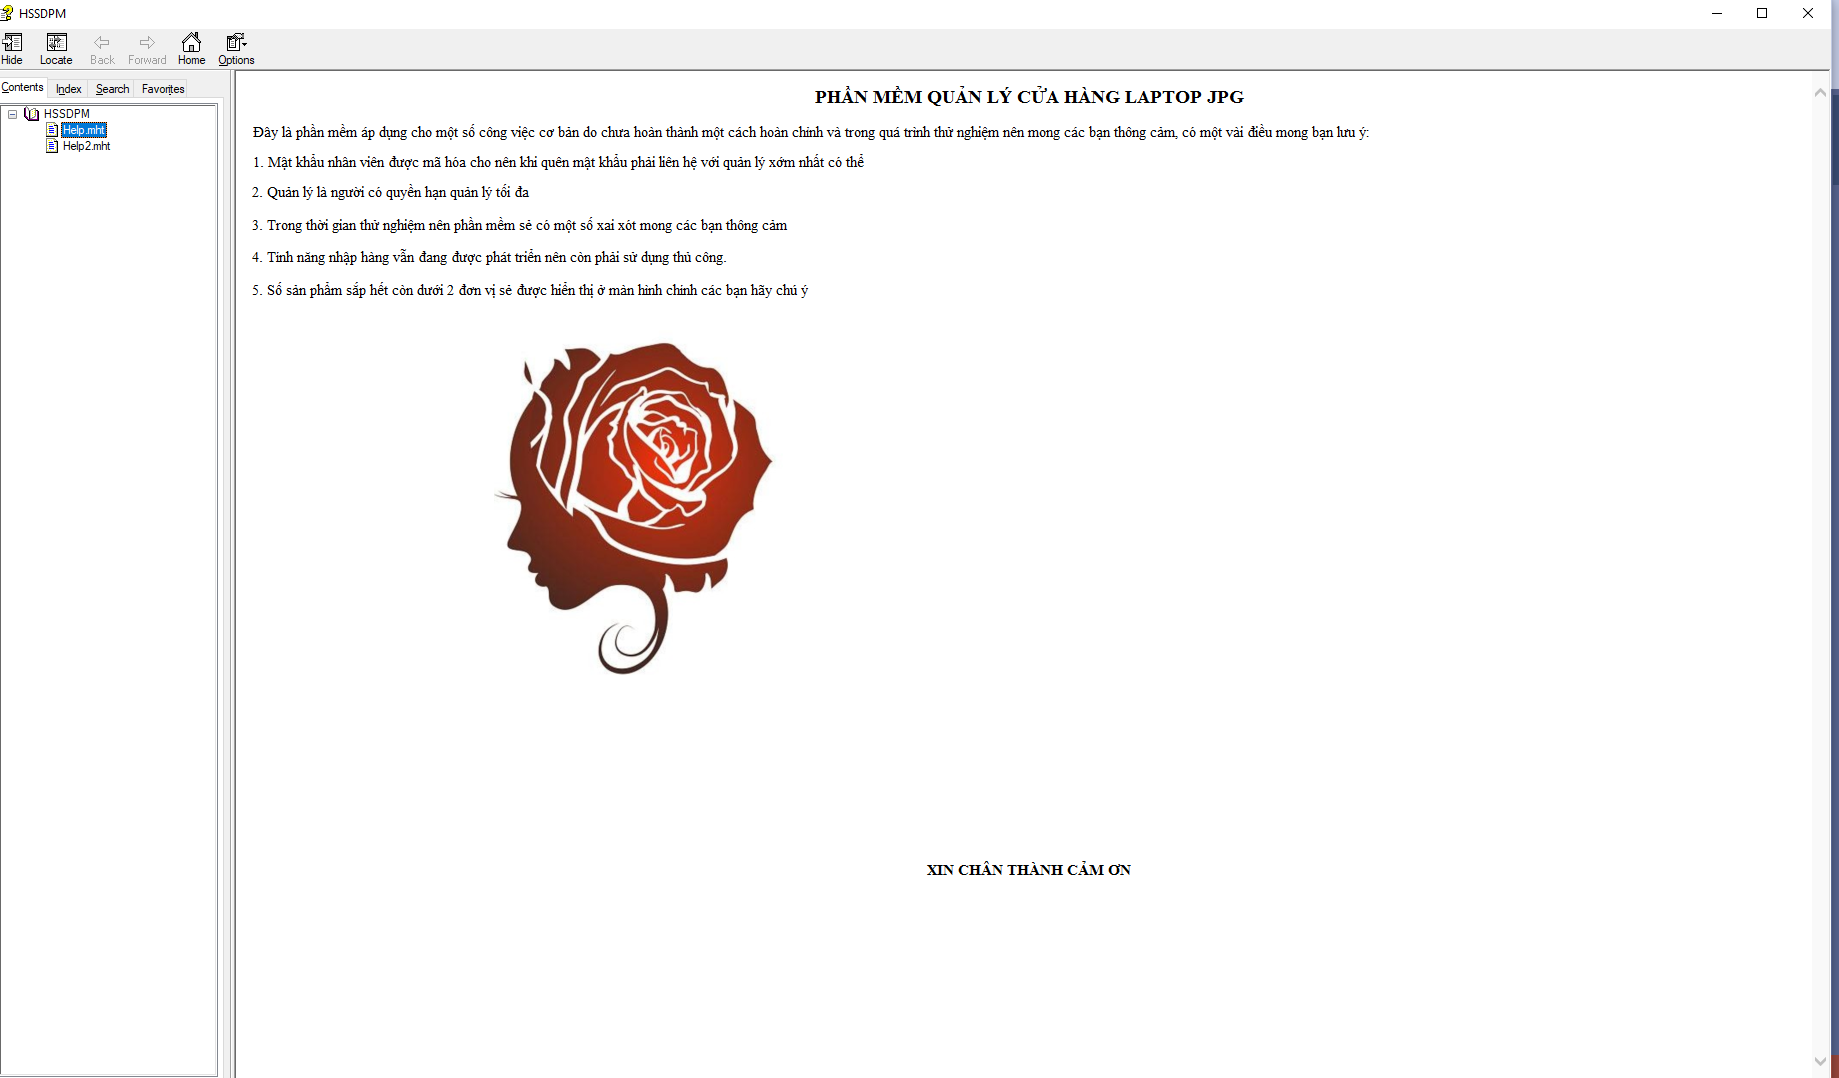 HSSDPM
Hide Locate Back Forward Home Options
Contents Index Search Favorites
HSSDPM
Help.mht
Help2.mht
PHẦN MỀM QUẢN LÝ CỬA HÀNG LAPTOP JPG
Đây là phần mềm áp dụng cho một số công việc cơ bản do chưa hoàn thành một cách hoàn chỉnh và trong quá trình thử nghiệm nên mong các bạn thông cảm, có một vài điều mong bạn lưu ý:
1. Mật khẩu nhân viên được mã hóa cho nên khi quên mật khẩu phải liên hệ với quản lý xớm nhất có thể
2. Quản lý là người có quyền hạn quản lý tối đa
3. Trong thời gian thử nghiệm nên phần mềm sẽ có một số xai xót mong các bạn thông cảm
4. Tính năng nhập hàng vẫn đang được phát triển nên còn phải sử dụng thủ công.
5. Số sản phẩm sắp hết còn dưới 2 đơn vị sẽ được hiển thị ở màn hình chính các bạn hãy chú ý
XIN CHÂN THÀNH CẢM ƠN